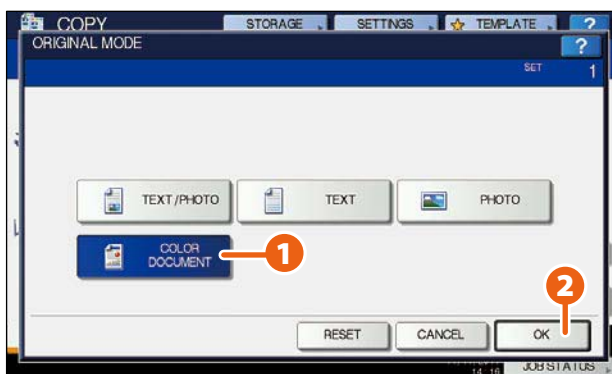 COPY STORAGE SETTINGS TEMPLATE ?
ORIGINAL MODE ?
SET 1
TEXT/PHOTO TEXT PHOTO
COLOR
DOCUMENT
1
2
RESET CANCEL OK
JOB STATUS